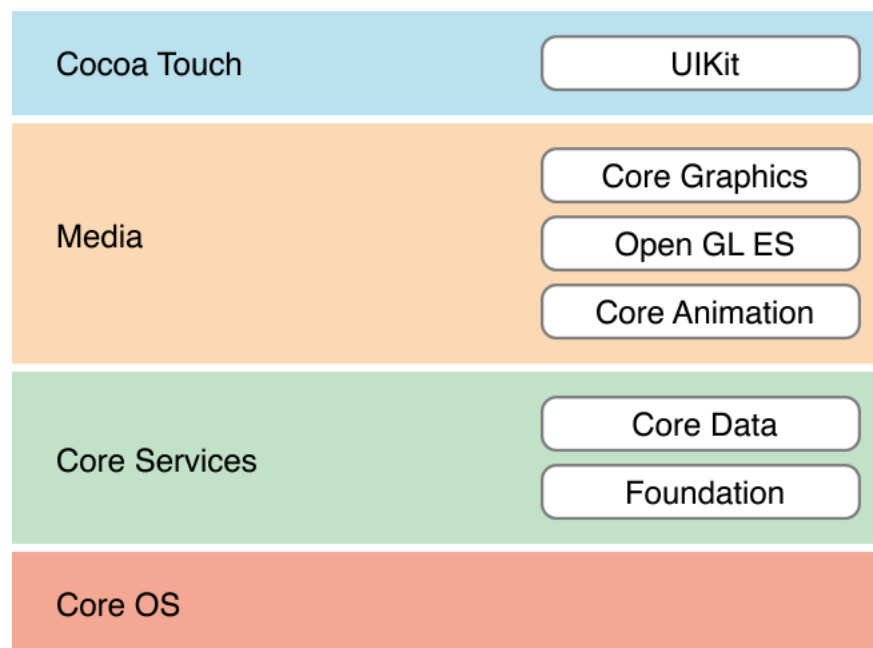 Cocoa Touch
UIKit
Media
Core Graphics
Open GL ES
Core Animation
Core Services
Core Data
Foundation
Core OS